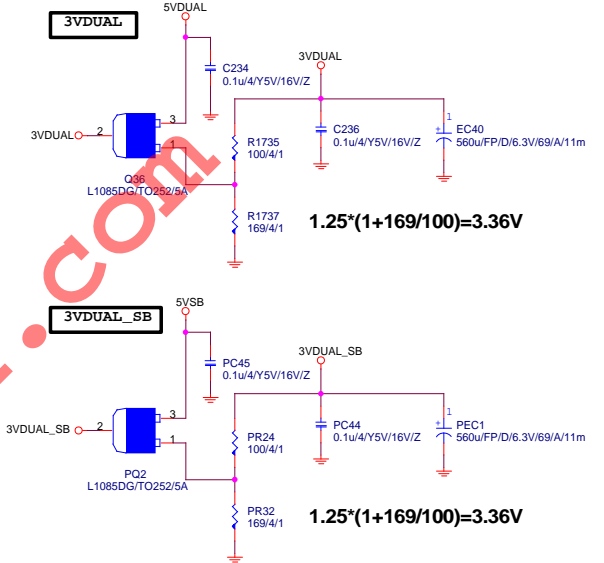 3VDUAL
5VDUAL
C234
0.1u/4/Y5V/16V/Z
3VDUAL
3
3VDUAL
2
1
Q36
L1085DG/TO252/5A
R1735
100/4/1
C236
0.1u/4/Y5V/16V/Z
1
+
EC40
560u/FP/D/6.3V/69/A/11m
R1737
169/4/1
1.25*(1+169/100)=3.36V
3VDUAL_SB
5VSB
PC45
0.1u/4/Y5V/16V/Z
3VDUAL_SB
3
3VDUAL_SB
2
1
PQ2
L1085DG/TO252/5A
PR24
100/4/1
PC44
0.1u/4/Y5V/16V/Z
1
+
PEC1
560u/FP/D/6.3V/69/A/11m
PR32
169/4/1
1.25*(1+169/100)=3.36V
.com